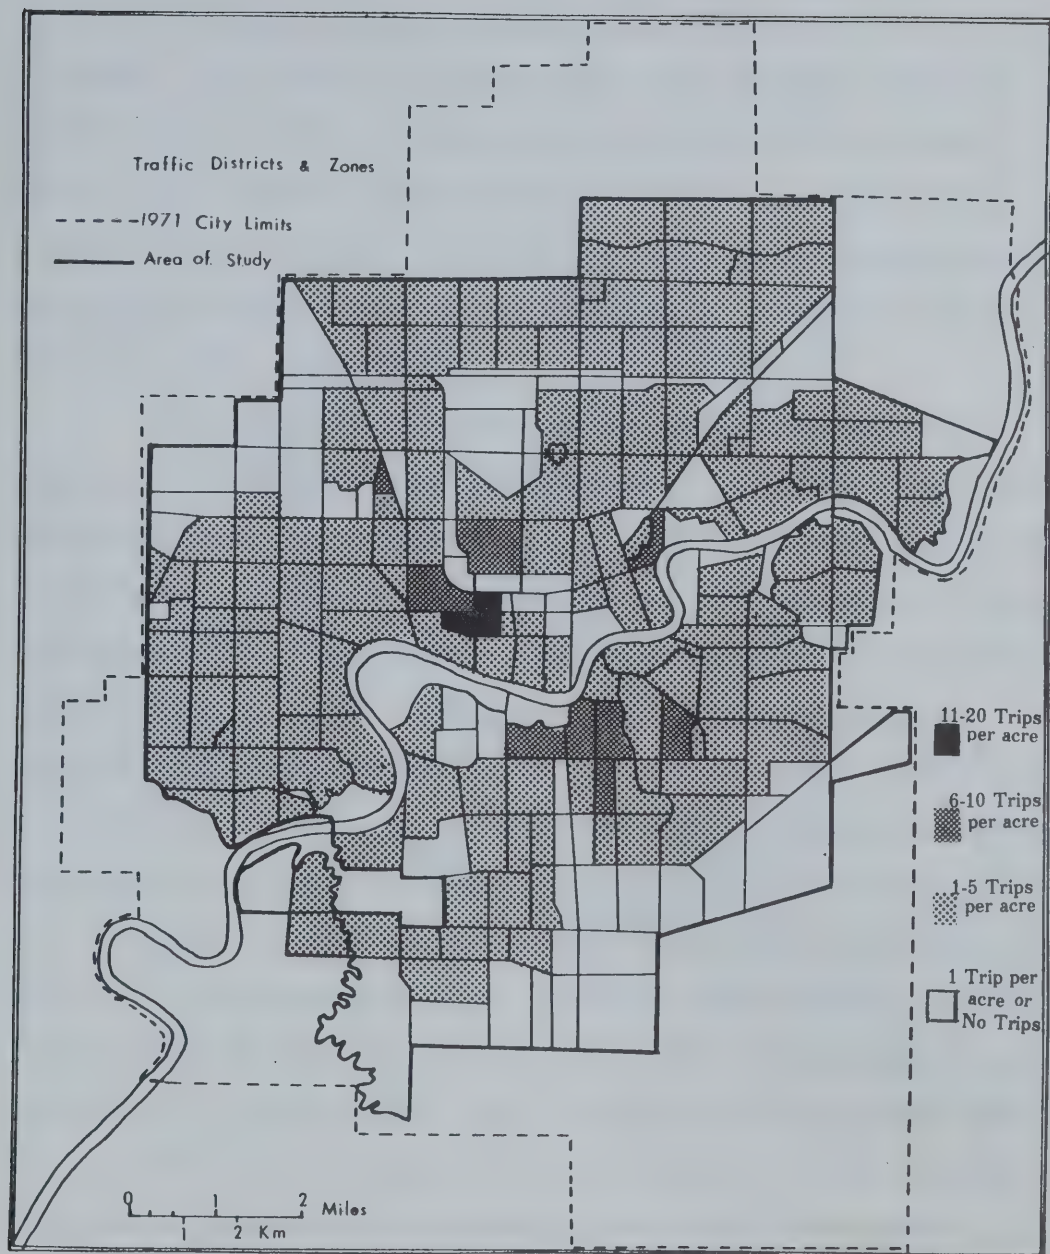 Traffic Districts & Zones
1971 City Limits
Area of. Study
11-20 Trips
per acre
6-10 Trips
per acre
1-5 Trips
per acre
1 Trip per
acre or
No Trips
0 1 2 Miles
1 2 Km